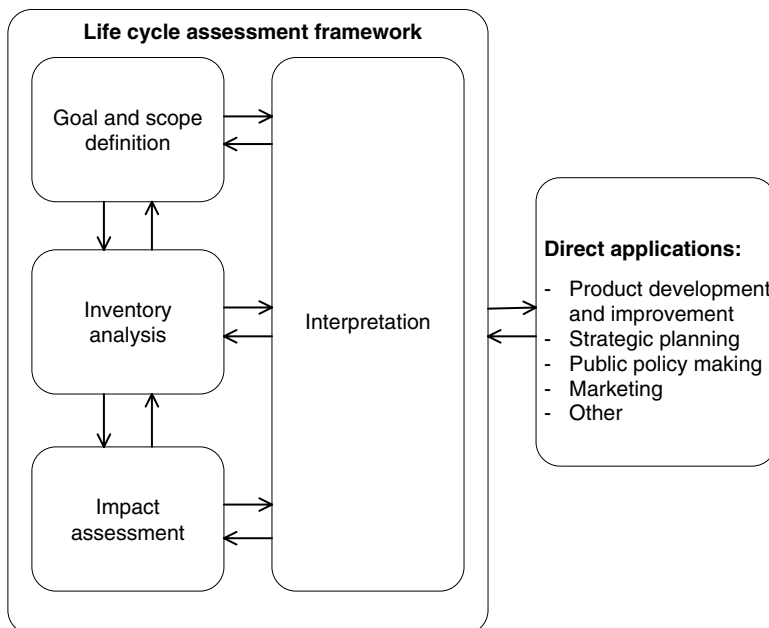 Life cycle assessment framework
Goal and scope
definition
Inventory
analysis
Impact
assessment
Interpretation
Direct applications:
- Product development
and improvement
- Strategic planning
- Public policy making
- Marketing
- Other